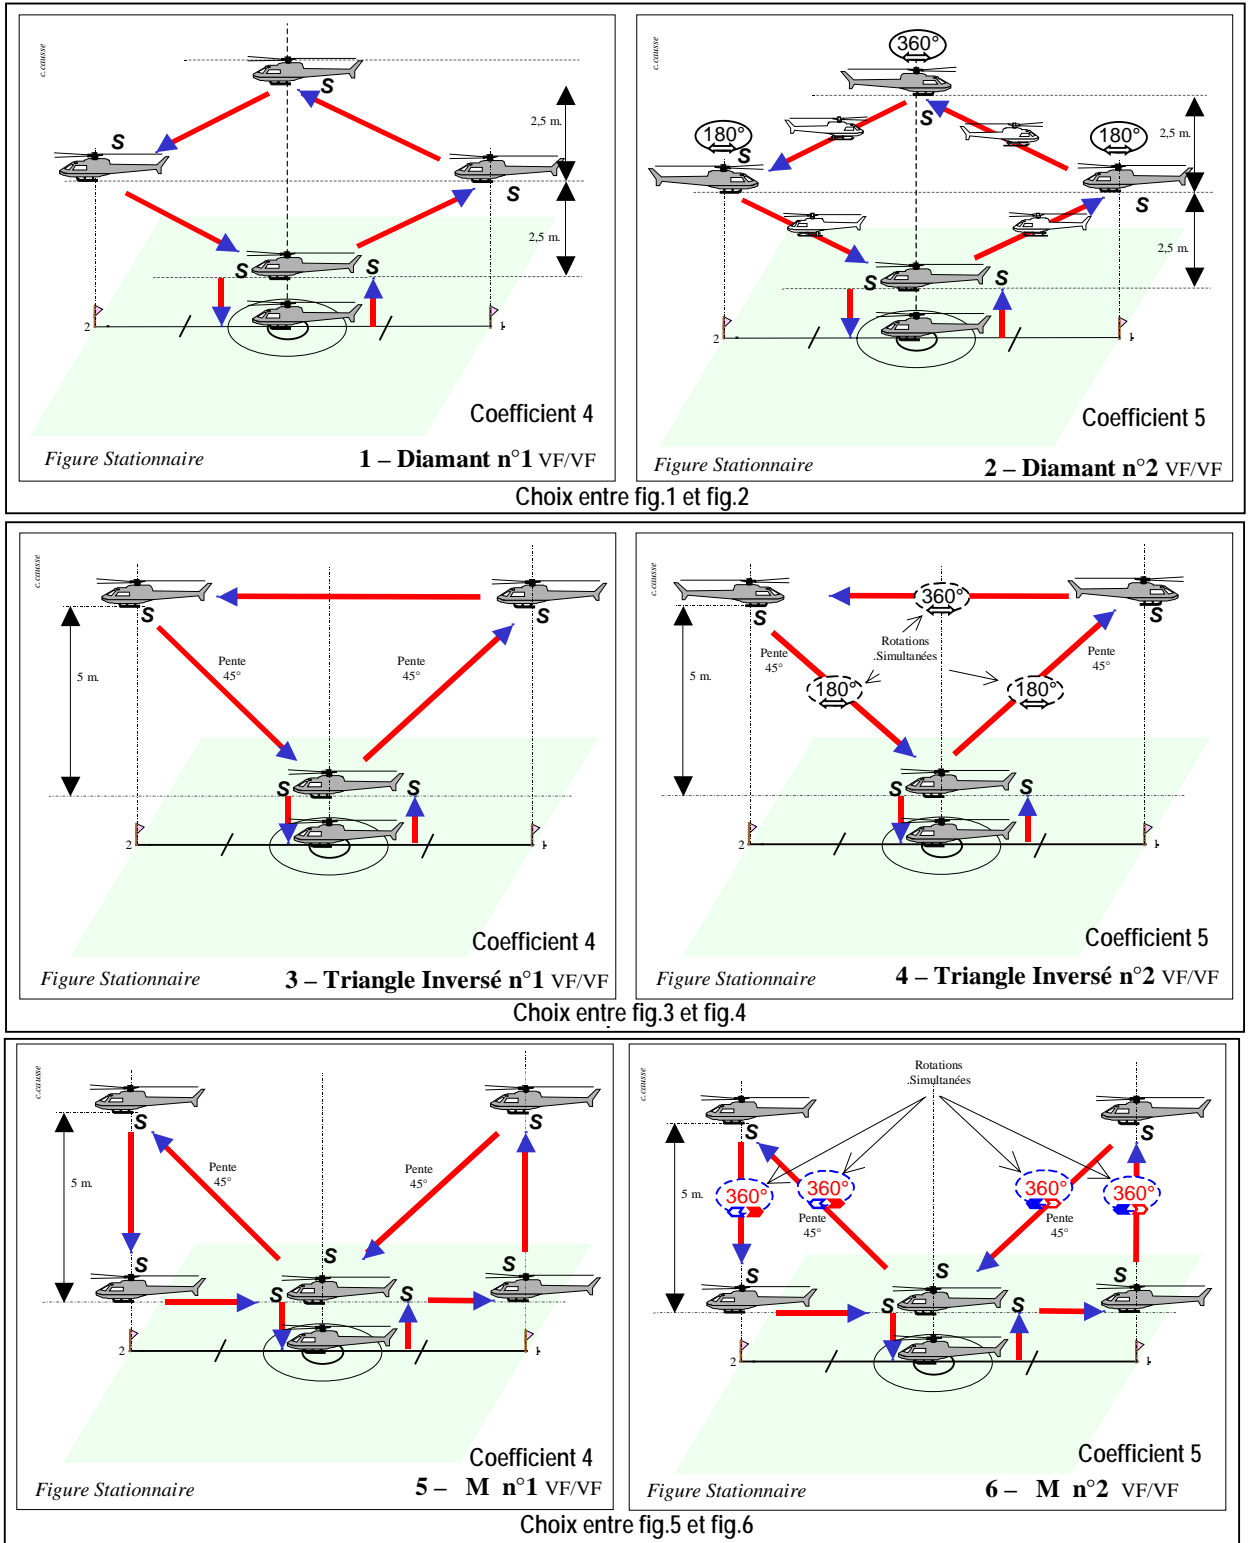 c.causse
S
S
2,5 m.
S
2,5 m.
S
S
2
1
Coefficient 4
Figure Stationnaire
1 – Diamant n°1 VF/VF
c.causse
360°
S
180°
S
180°
2,5 m.
S
2,5 m.
S
S
2
1
Coefficient 5
Figure Stationnaire
2 – Diamant n°2 VF/VF
Choix entre fig.1 et fig.2
c.causse
S
S
5 m.
Pente
45°
Pente
45°
S
S
2
1
Coefficient 4
Figure Stationnaire
3 – Triangle Inversé n°1 VF/VF
c.causse
360°
S
S
Rotations
.Simultanées
5 m.
Pente
45°
Pente
45°
180°
180°
S
S
2
1
Coefficient 5
Figure Stationnaire
4 – Triangle Inversé n°2 VF/VF
Choix entre fig.3 et fig.4
c.causse
S
S
5 m.
Pente
45°
Pente
45°
S
S
S
S
S
2
1
Coefficient 4
Figure Stationnaire
5 – M n°1 VF/VF
c.causse
Rotations
.Simultanées
S
S
5 m.
360°
360°
360°
360°
Pente
45°
Pente
45°
S
S
S
S
S
2
1
Coefficient 5
Figure Stationnaire
6 – M n°2 VF/VF
Choix entre fig.5 et fig.6